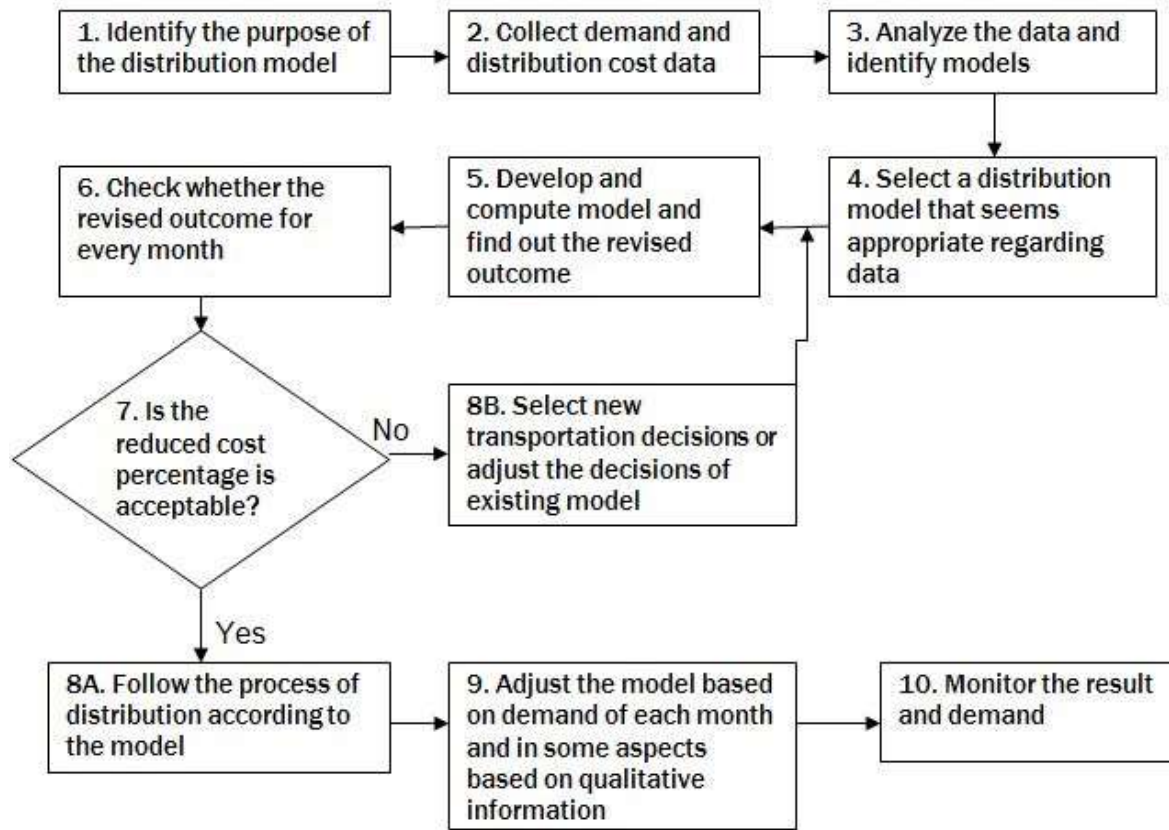 1. Identify the purpose of
the distribution model
2. Collect demand and
distribution cost data
3. Analyze the data and
identify models
4. Select a distribution
model that seems
appropriate regarding
data
5. Develop and
compute model and
find out the revised
outcome
6. Check whether the
revised outcome for
every month
7. Is the
reduced cost
percentage is
acceptable?
No
8B. Select new
transportation decisions or
adjust the decisions of
existing model
Yes
8A. Follow the process of
distribution according to
the model
9. Adjust the model based
on demand of each month
and in some aspects
based on qualitative
information
10. Monitor the result
and demand